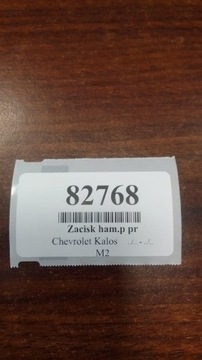 82768
Zacisk ham.p pr
Chevrolet Kalos ../.. - ../..
M2